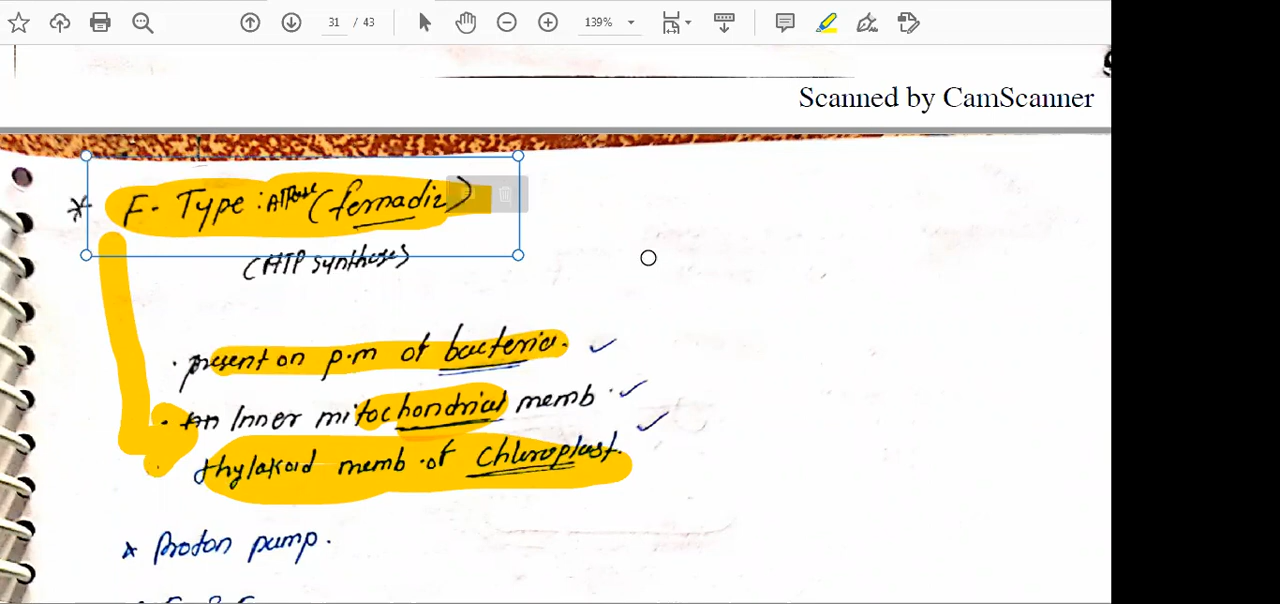 31 / 43
139%
Scanned by CamScanner
* F- Type : ATPase (fernadiz)
(ATP synthases)
· present on p.m of bacteria.
· Inner mitochondrial memb.
· thylakoid memb. of chloroplast.
* Proton pump.